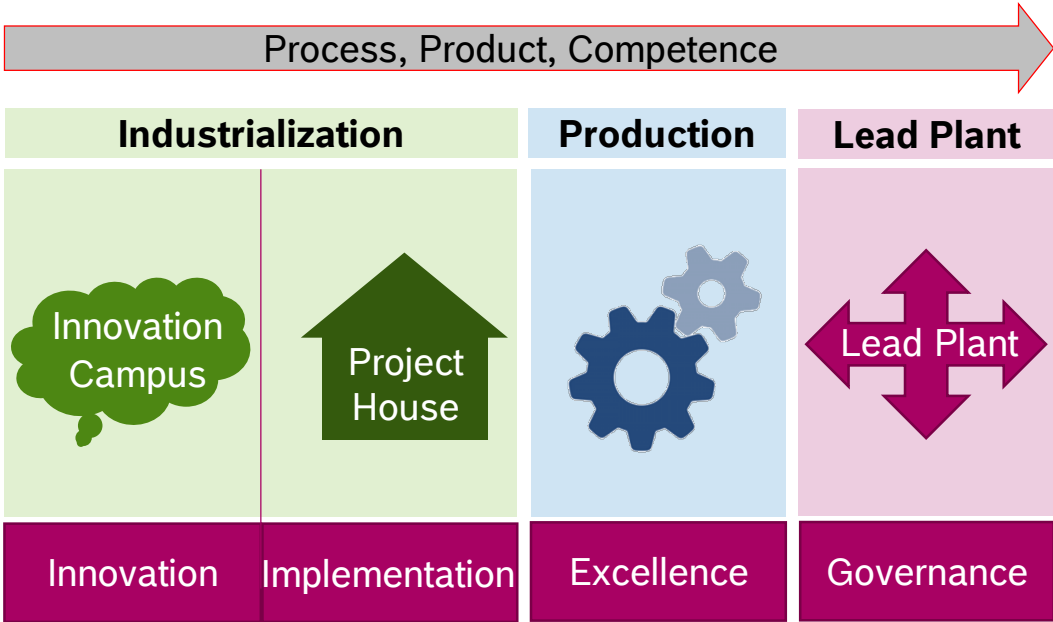 Process, Product, Competence
Industrialization
Production
Lead Plant
Innovation
Campus
Project
House
Lead Plant
Innovation
Implementation
Excellence
Governance